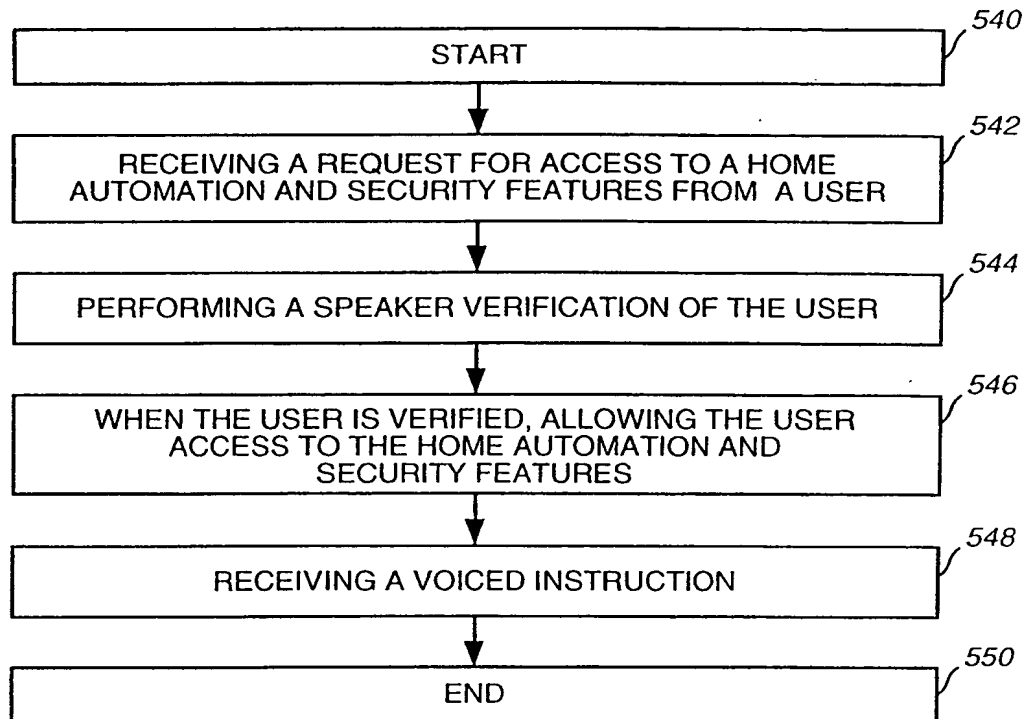 540
START
542
RECEIVING A REQUEST FOR ACCESS TO A HOME
AUTOMATION AND SECURITY FEATURES FROM A USER
544
PERFORMING A SPEAKER VERIFICATION OF THE USER
546
WHEN THE USER IS VERIFIED, ALLOWING THE USER
ACCESS TO THE HOME AUTOMATION AND
SECURITY FEATURES
548
RECEIVING A VOICED INSTRUCTION
550
END